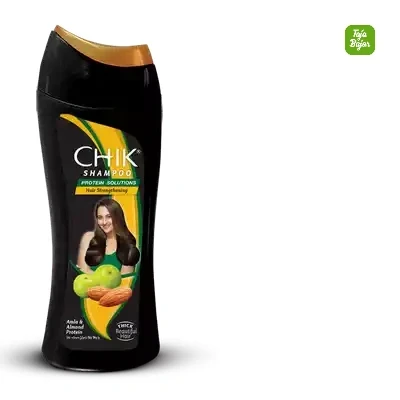 Taja
Bajar
CHIK®
SHAMPOO
PROTEIN SOLUTIONS
Hair Strengthening
Amla &
Almond
Protein
THICK
Beautiful
Hair